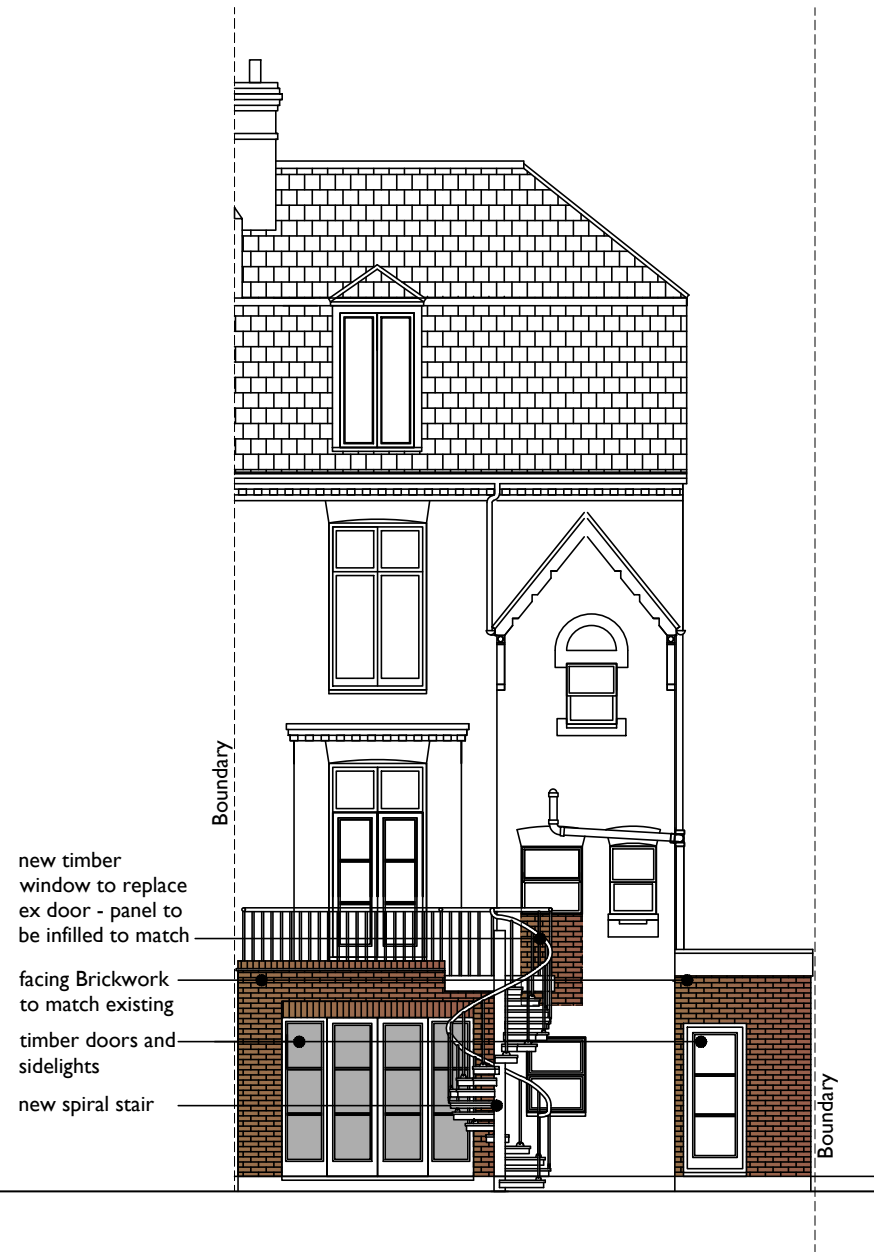 Boundary
new timber
window to replace
ex door - panel to
be infilled to match
facing Brickwork
to match existing
timber doors and
sidelights
new spiral stair
Boundary